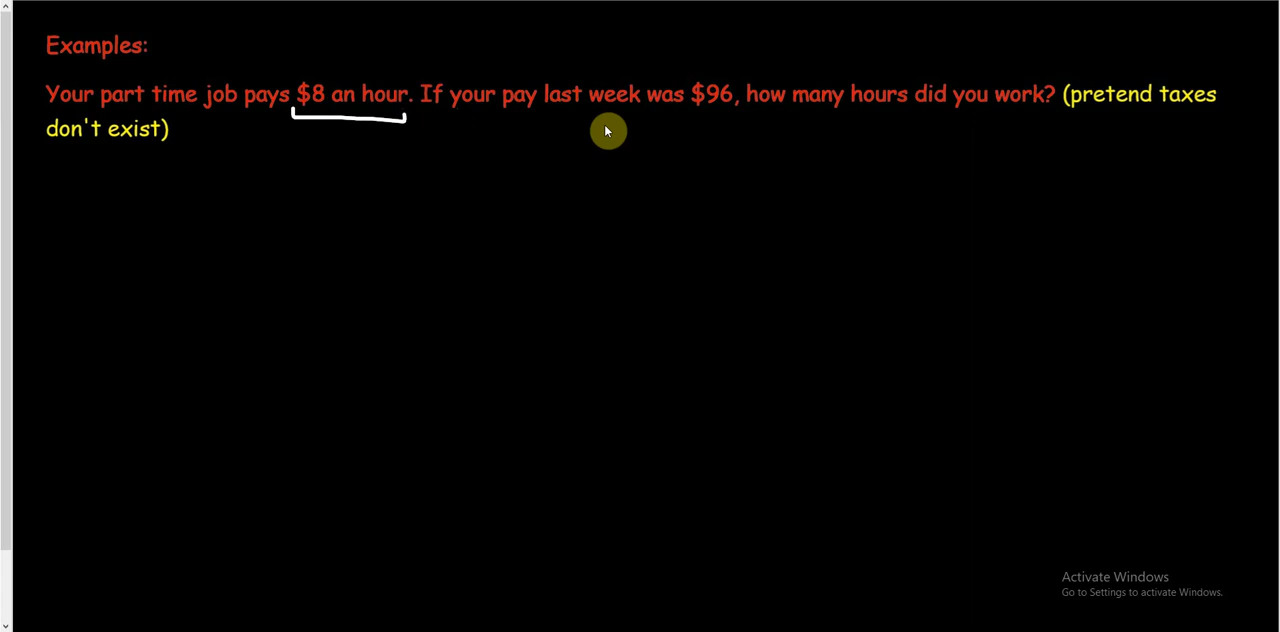 Examples:
Your part time job pays $8 an hour. If your pay last week was $96, how many hours did you work? (pretend taxes
don't exist)
Activate Windows
Go to Settings to activate Windows.